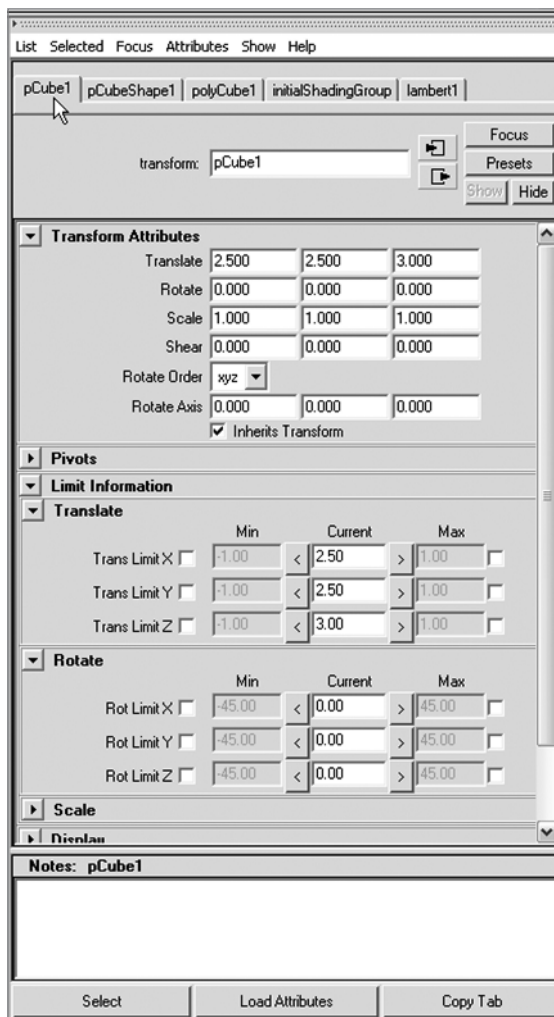 List Selected Focus Attributes Show Help
pCube1 pCubeShape1 polyCube1 initialShadingGroup lambert1
transform: pCube1
Focus
Presets
Show Hide
Transform Attributes
Translate 2.500 2.500 3.000
Rotate 0.000 0.000 0.000
Scale 1.000 1.000 1.000
Shear 0.000 0.000 0.000
Rotate Order xyz
Rotate Axis 0.000 0.000 0.000
Inherits Transform
Pivots
Limit Information
Translate
Min Current Max
Trans Limit X -1.00 < 2.50 > 1.00
Trans Limit Y -1.00 < 2.50 > 1.00
Trans Limit Z -1.00 < 3.00 > 1.00
Rotate
Min Current Max
Rot Limit X -45.00 < 0.00 > 45.00
Rot Limit Y -45.00 < 0.00 > 45.00
Rot Limit Z -45.00 < 0.00 > 45.00
Scale
Display
Notes: pCube1
Select Load Attributes Copy Tab